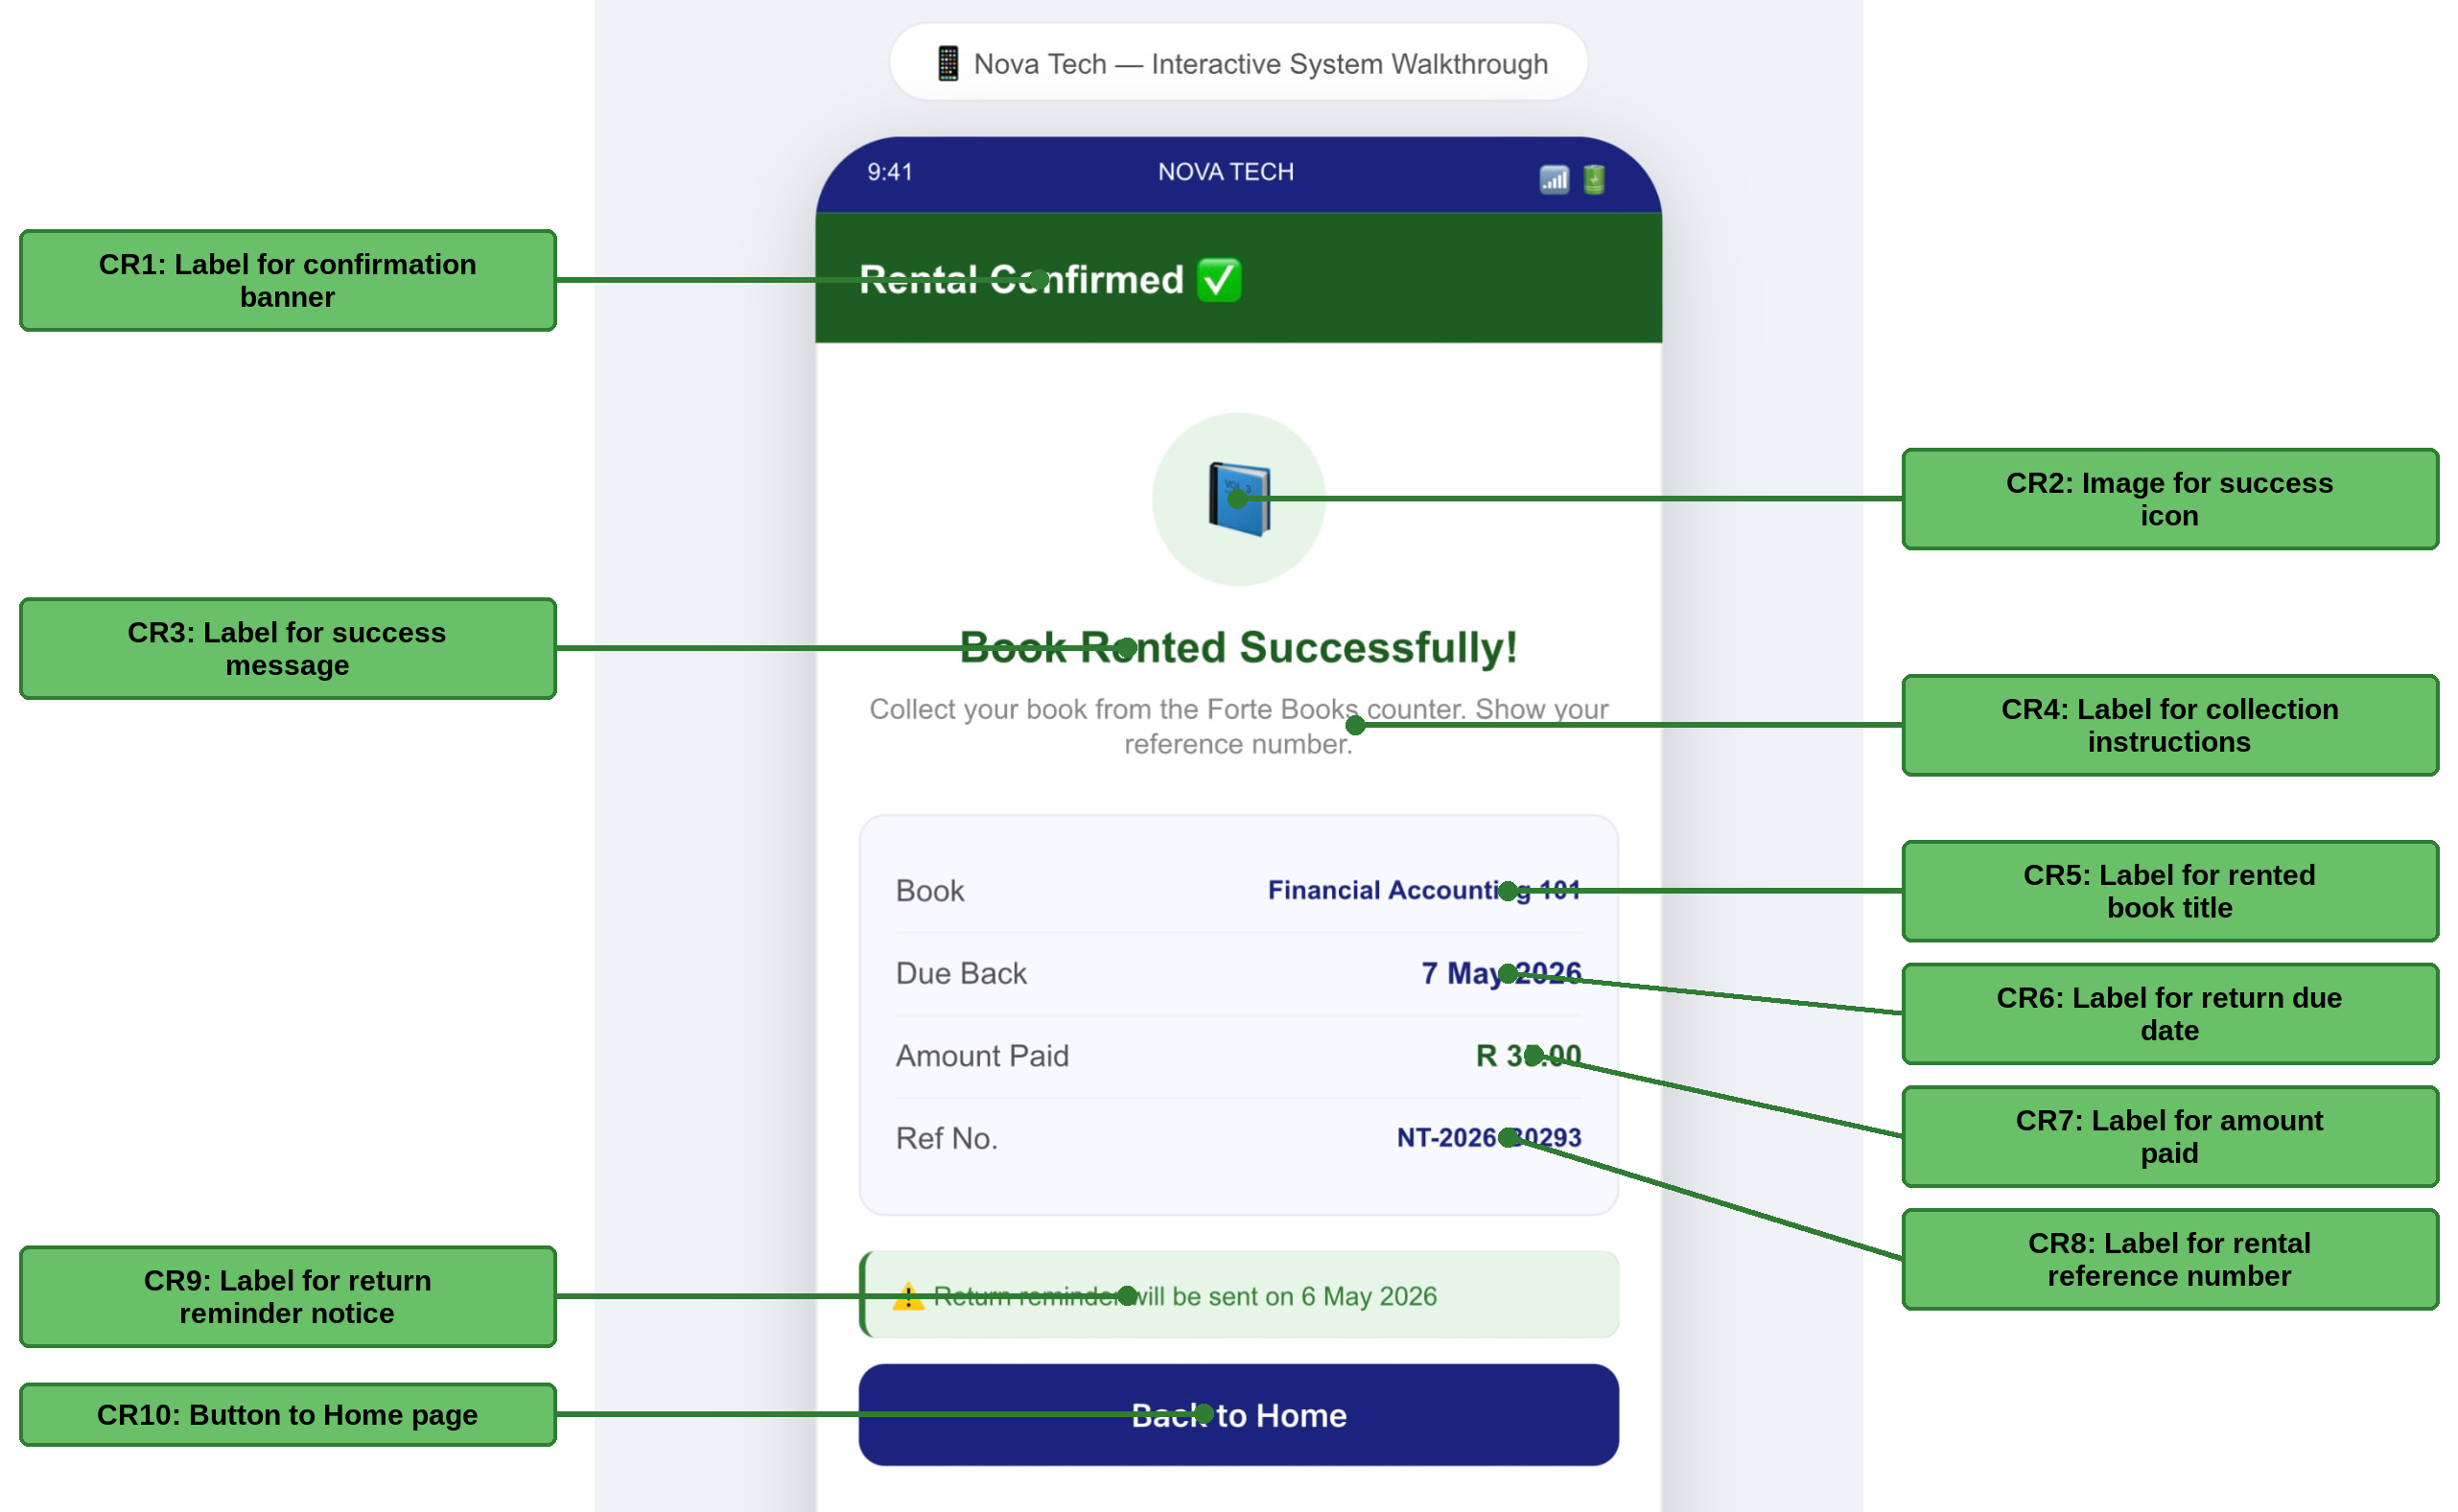 Nova Tech — Interactive System Walkthrough
9:41
NOVA TECH
CR1: Label for confirmation
banner
Rental Confirmed
VOL 3
CR2: Image for success
icon
CR3: Label for success
message
Book Rented Successfully!
Collect your book from the Forte Books counter. Show your
reference number.
CR4: Label for collection
instructions
Book
Financial Accounting 101
CR5: Label for rented
book title
Due Back
7 May 2026
CR6: Label for return due
date
Amount Paid
CR7: Label for amount
paid
Ref No.
CR8: Label for rental
reference number
CR9: Label for return
reminder notice
Return reminder will be sent on 6 May 2026
CR10: Button to Home page
Back to Home